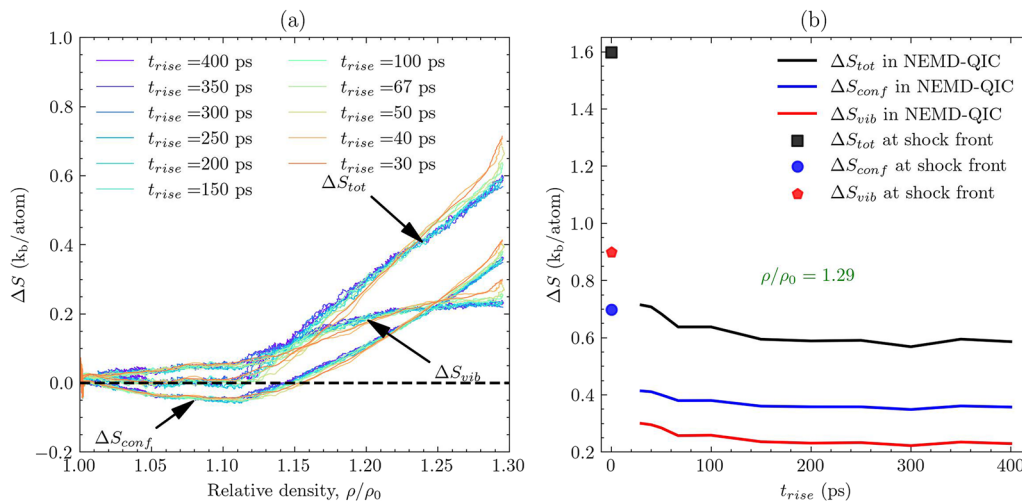 (a)
t_rise =400 ps
t_rise =350 ps
t_rise =300 ps
t_rise =250 ps
t_rise =200 ps
t_rise =150 ps
t_rise =100 ps
t_rise =67 ps
t_rise =50 ps
t_rise =40 ps
t_rise =30 ps
ΔS_tot
ΔS_vib
ΔS_conf
1.0
0.8
0.6
0.4
0.2
0.0
−0.2
ΔS (k_b/atom)
1.00
1.05
1.10
1.15
1.20
1.25
1.30
Relative density, ρ/ρ_0
(b)
ΔS_tot in NEMD-QIC
ΔS_conf in NEMD-QIC
ΔS_vib in NEMD-QIC
ΔS_tot at shock front
ΔS_conf at shock front
ΔS_vib at shock front
ρ/ρ_0 = 1.29
1.6
1.4
1.2
1.0
0.8
0.6
0.4
0.2
ΔS (k_b/atom)
0
100
200
300
400
t_rise (ps)